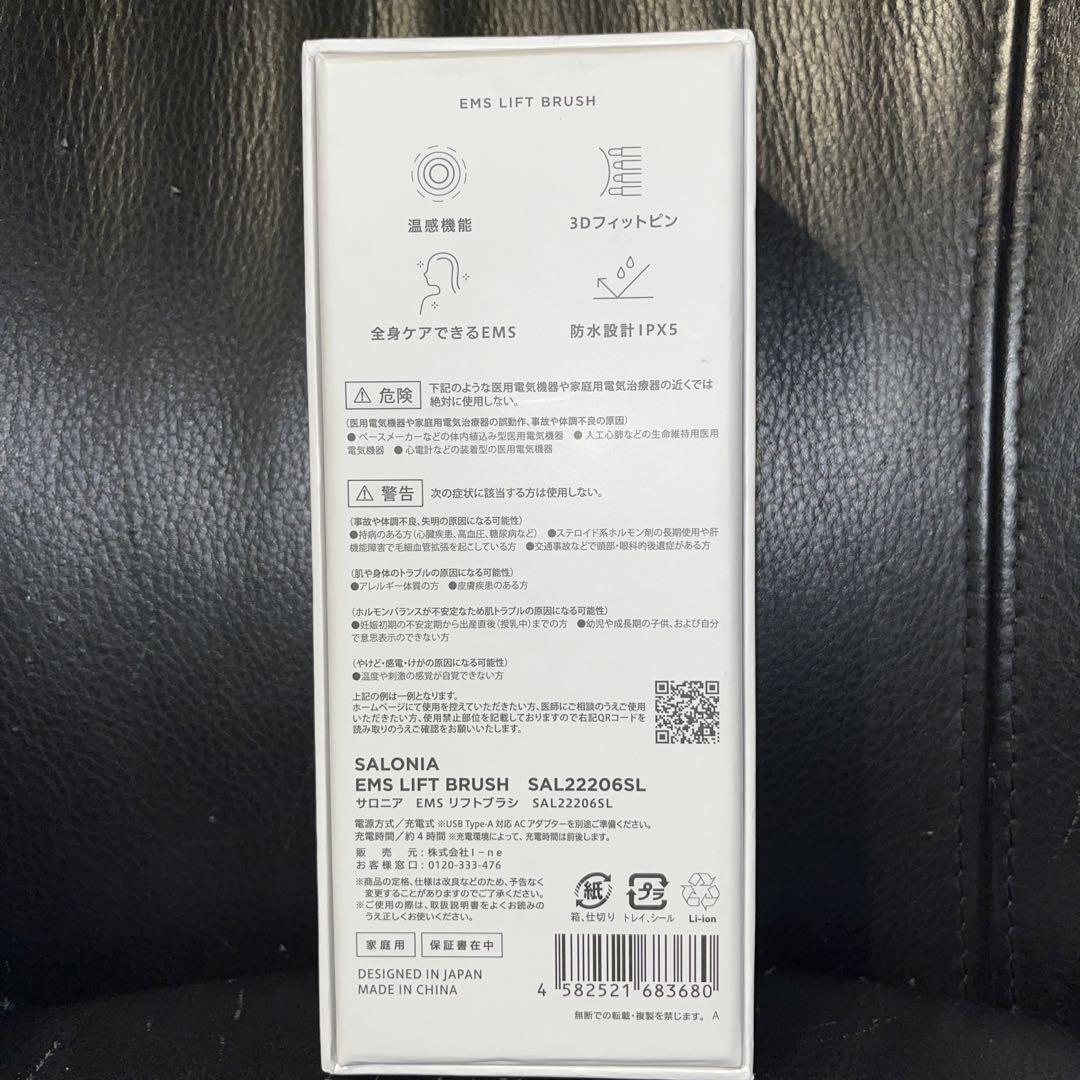 EMS LIFT BRUSH
温感機能
3Dフィットピン
全身ケアできるEMS
防水設計IPX5
危険
下記のような医用電気機器や家庭用電気治療器の近くでは
絶対に使用しない。
(医用電気機器や家庭用電気治療器の誤動作、事故や体調不良の原因)
●ペースメーカーなどの体内植込み型医用電気機器 ●人工心肺などの生命維持用医用
電気機器 ●心電計などの装着型の医用電気機器
警告
次の症状に該当する方は使用しない。
(事故や体調不良、失明の原因になる可能性)
●持病のある方(心臓疾患、高血圧、糖尿病など) ●ステロイド系ホルモン剤の長期使用や肝
機能障害で毛細血管拡張を起こしている方 ●交通事故などで頭部・眼科的後遺症がある方
(肌や身体のトラブルの原因になる可能性)
●アレルギー体質の方 ●皮膚疾患のある方
(ホルモンバランスが不安定なため肌トラブルの原因になる可能性)
●妊娠初期の不安定期から出産直後(授乳中)までの方 ●幼児や成長期の子供、および自分
で意思表示のできない方
(やけど・感電・けがの原因になる可能性)
●温度や刺激の感覚が自覚できない方
上記の例は一例となります。
ホームページにて使用を控えていただきたい方、医師にご相談のうえご使用
いただきたい方、使用禁止部位を記載しておりますので右記QRコードを
読み取りのうえご確認をお願いいたします。
SALONIA
EMS LIFT BRUSH SAL22206SL
サロニア EMS リフトブラシ SAL22206SL
電源方式/充電式 ※USB Type-A 対応 AC アダプターを別途ご準備ください。
充電時間/約4時間 ※充電環境によって、充電時間は前後します。
販売元:株式会社I-ne
お客様窓口:0120-333-476
※商品の定格、仕様は改良などのため、予告なく
変更することがありますのでご了承ください。
※ご使用の際は、取扱説明書をよくお読みの
うえ正しくお使いください。
紙
箱、仕切り
プラ
トレイ、シール
Li-ion
家庭用
保証書在中
DESIGNED IN JAPAN
MADE IN CHINA
4 582521 683680
無断での転載・複製を禁じます。 A